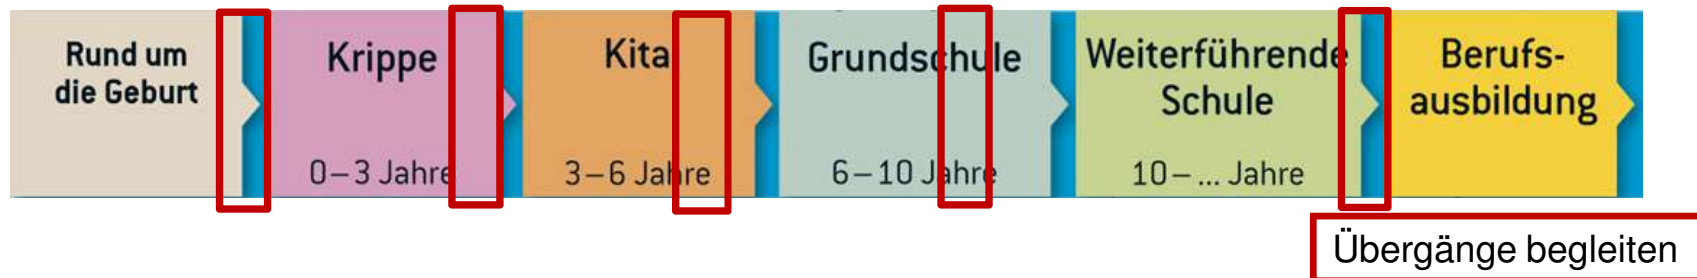 Rund um
die Geburt
Krippe
0–3 Jahre
Kita
3–6 Jahre
Grundschule
6–10 Jahre
Weiterführende
Schule
10–... Jahre
Berufs-
ausbildung
Übergänge begleiten